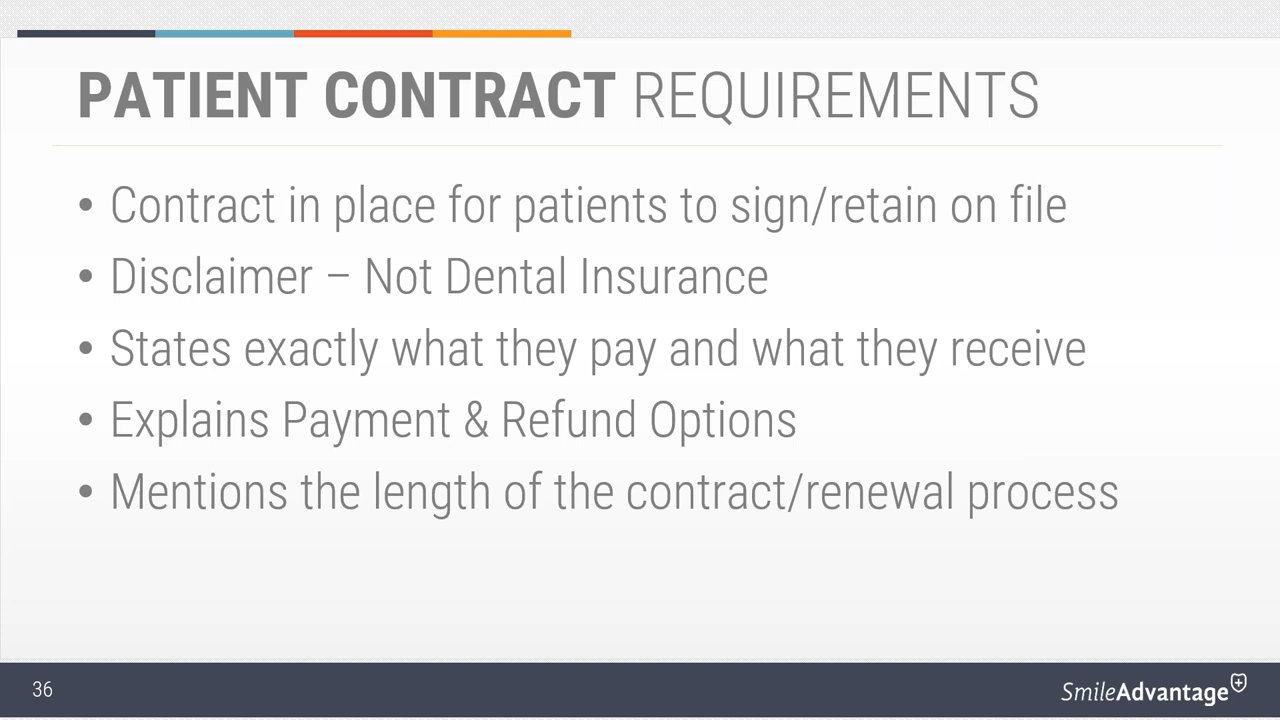 PATIENT CONTRACT REQUIREMENTS
• Contract in place for patients to sign/retain on file
• Disclaimer – Not Dental Insurance
• States exactly what they pay and what they receive
• Explains Payment & Refund Options
• Mentions the length of the contract/renewal process
36
SmileAdvantage